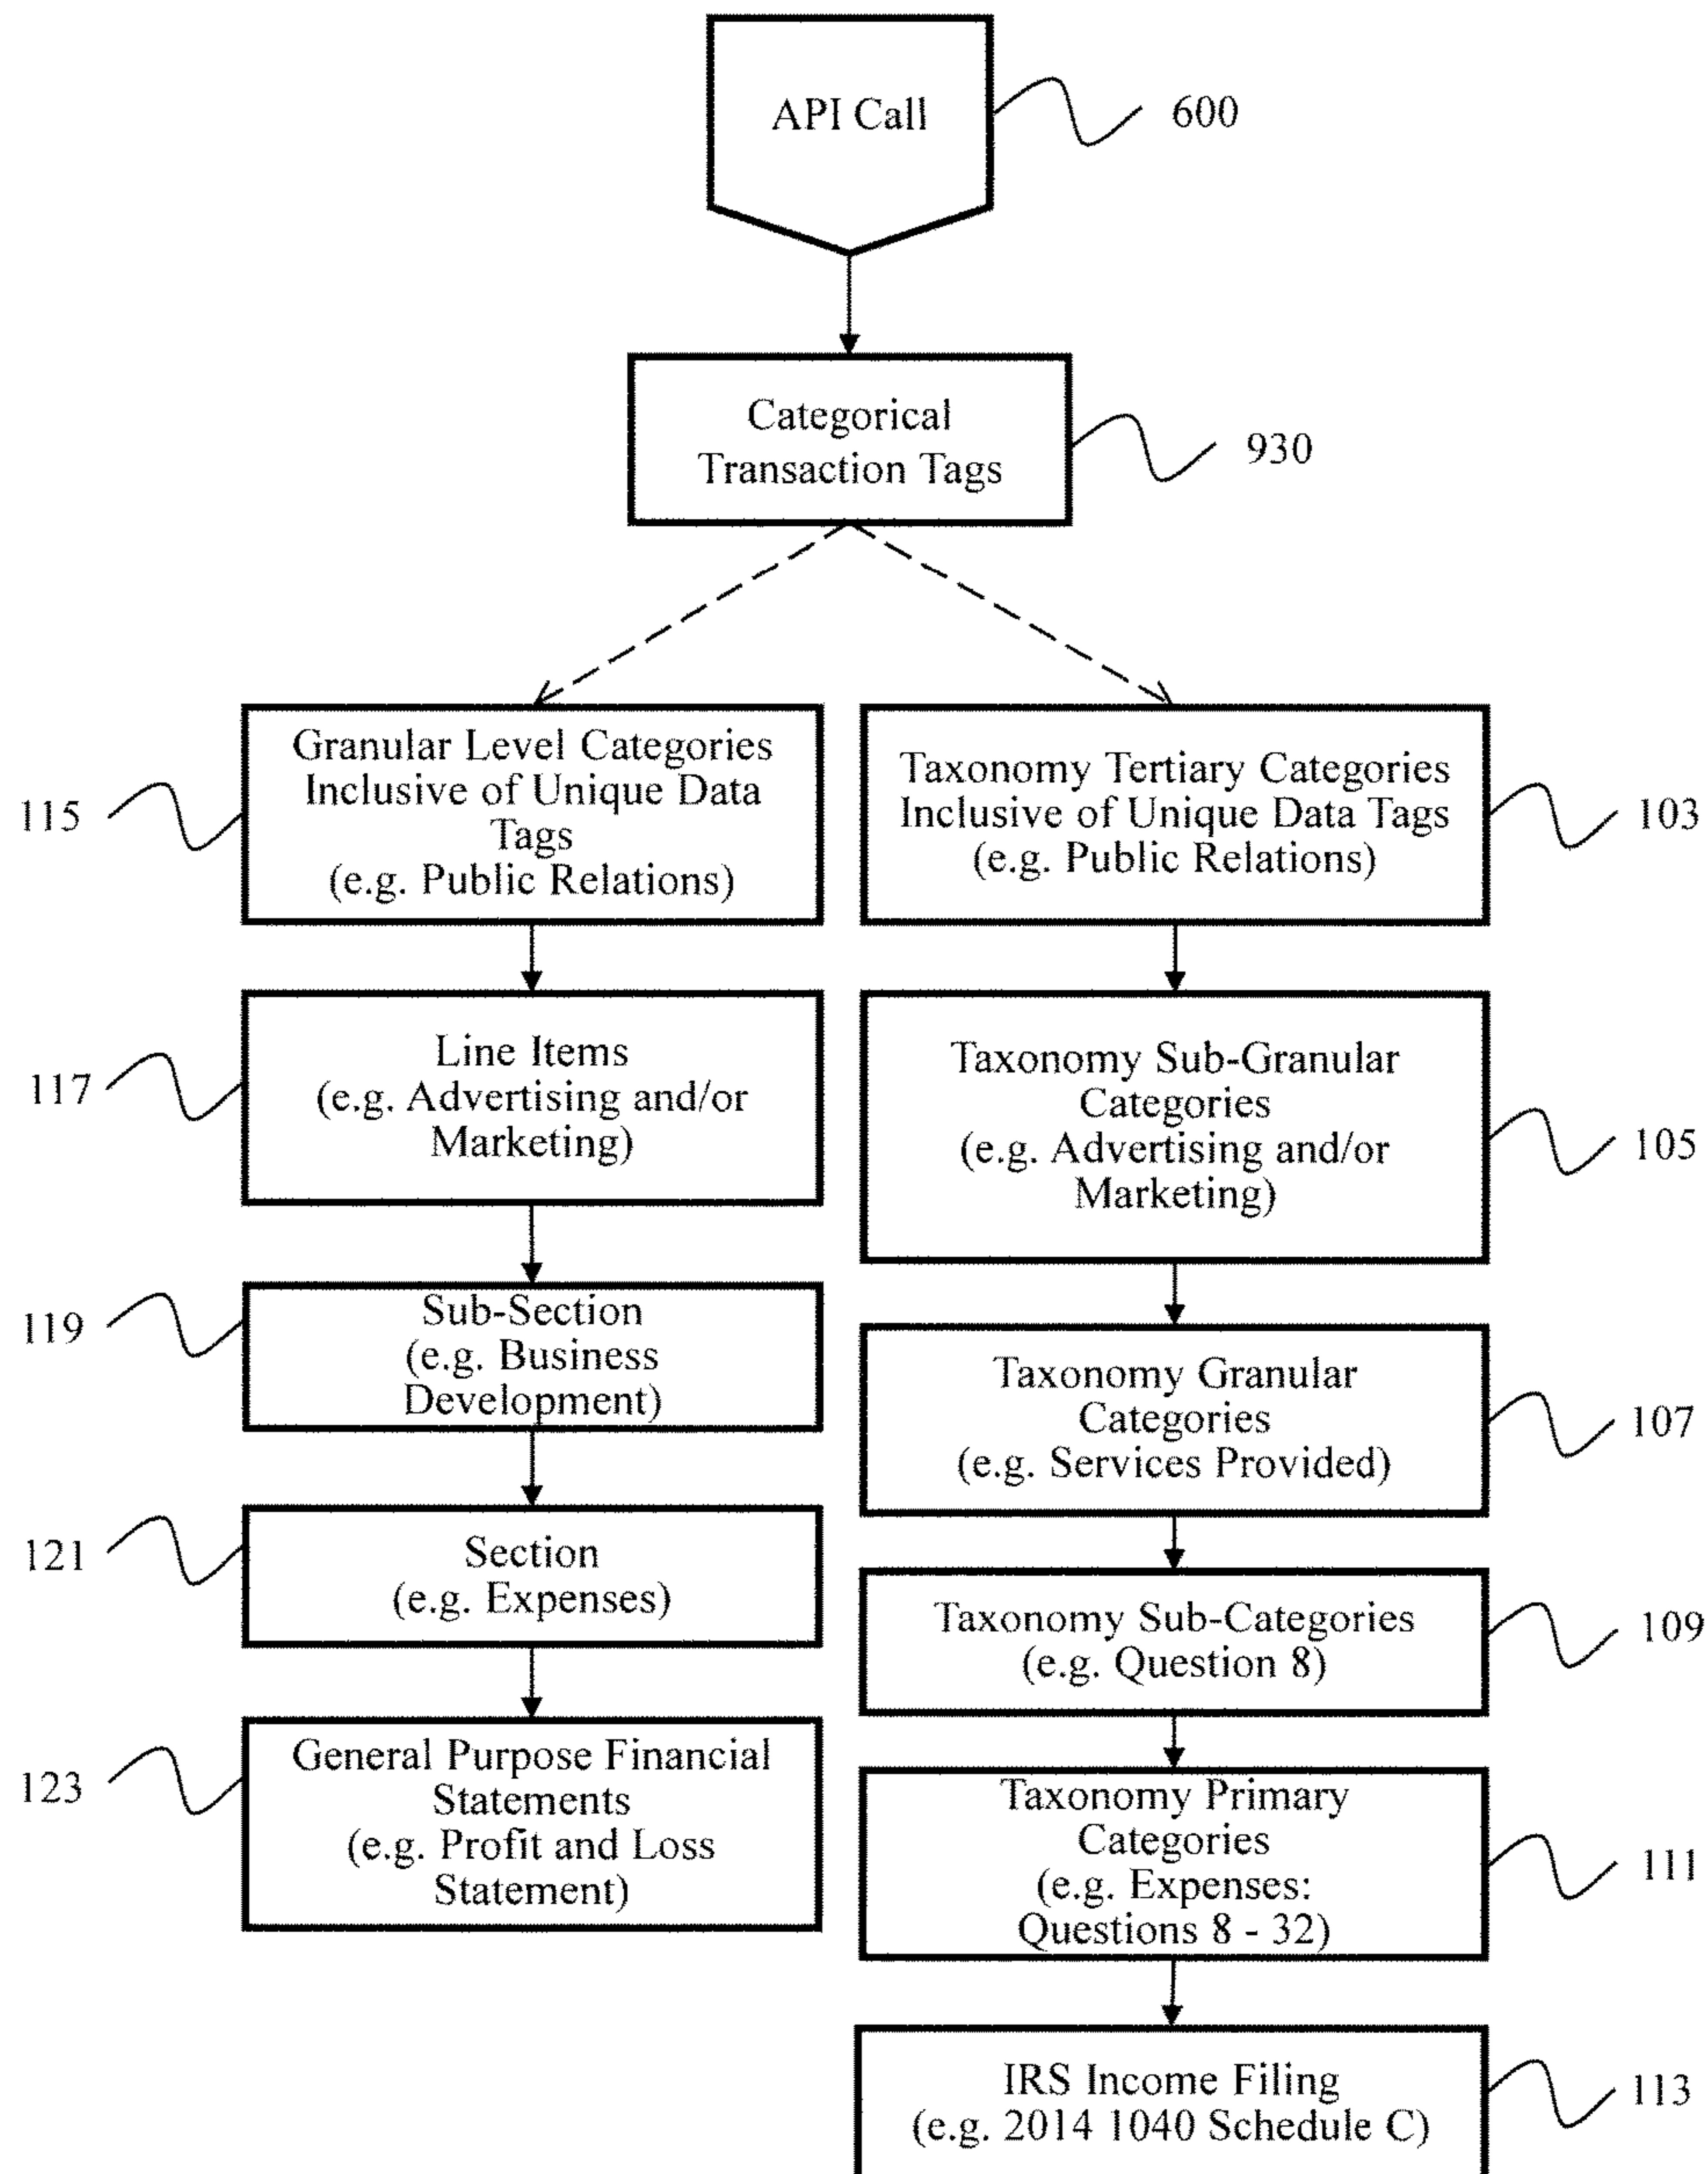 API Call
600
Categorical
Transaction Tags
930
Granular Level Categories
Inclusive of Unique Data
Tags
(e.g. Public Relations)
115
Taxonomy Tertiary Categories
Inclusive of Unique Data Tags
(e.g. Public Relations)
103
Line Items
(e.g. Advertising and/or
Marketing)
117
Taxonomy Sub-Granular
Categories
(e.g. Advertising and/or
Marketing)
105
Sub-Section
(e.g. Business
Development)
119
Taxonomy Granular
Categories
(e.g. Services Provided)
107
Section
(e.g. Expenses)
121
Taxonomy Sub-Categories
(e.g. Question 8)
109
General Purpose Financial
Statements
(e.g. Profit and Loss
Statement)
123
Taxonomy Primary
Categories
(e.g. Expenses:
Questions 8 - 32)
111
IRS Income Filing
(e.g. 2014 1040 Schedule C)
113